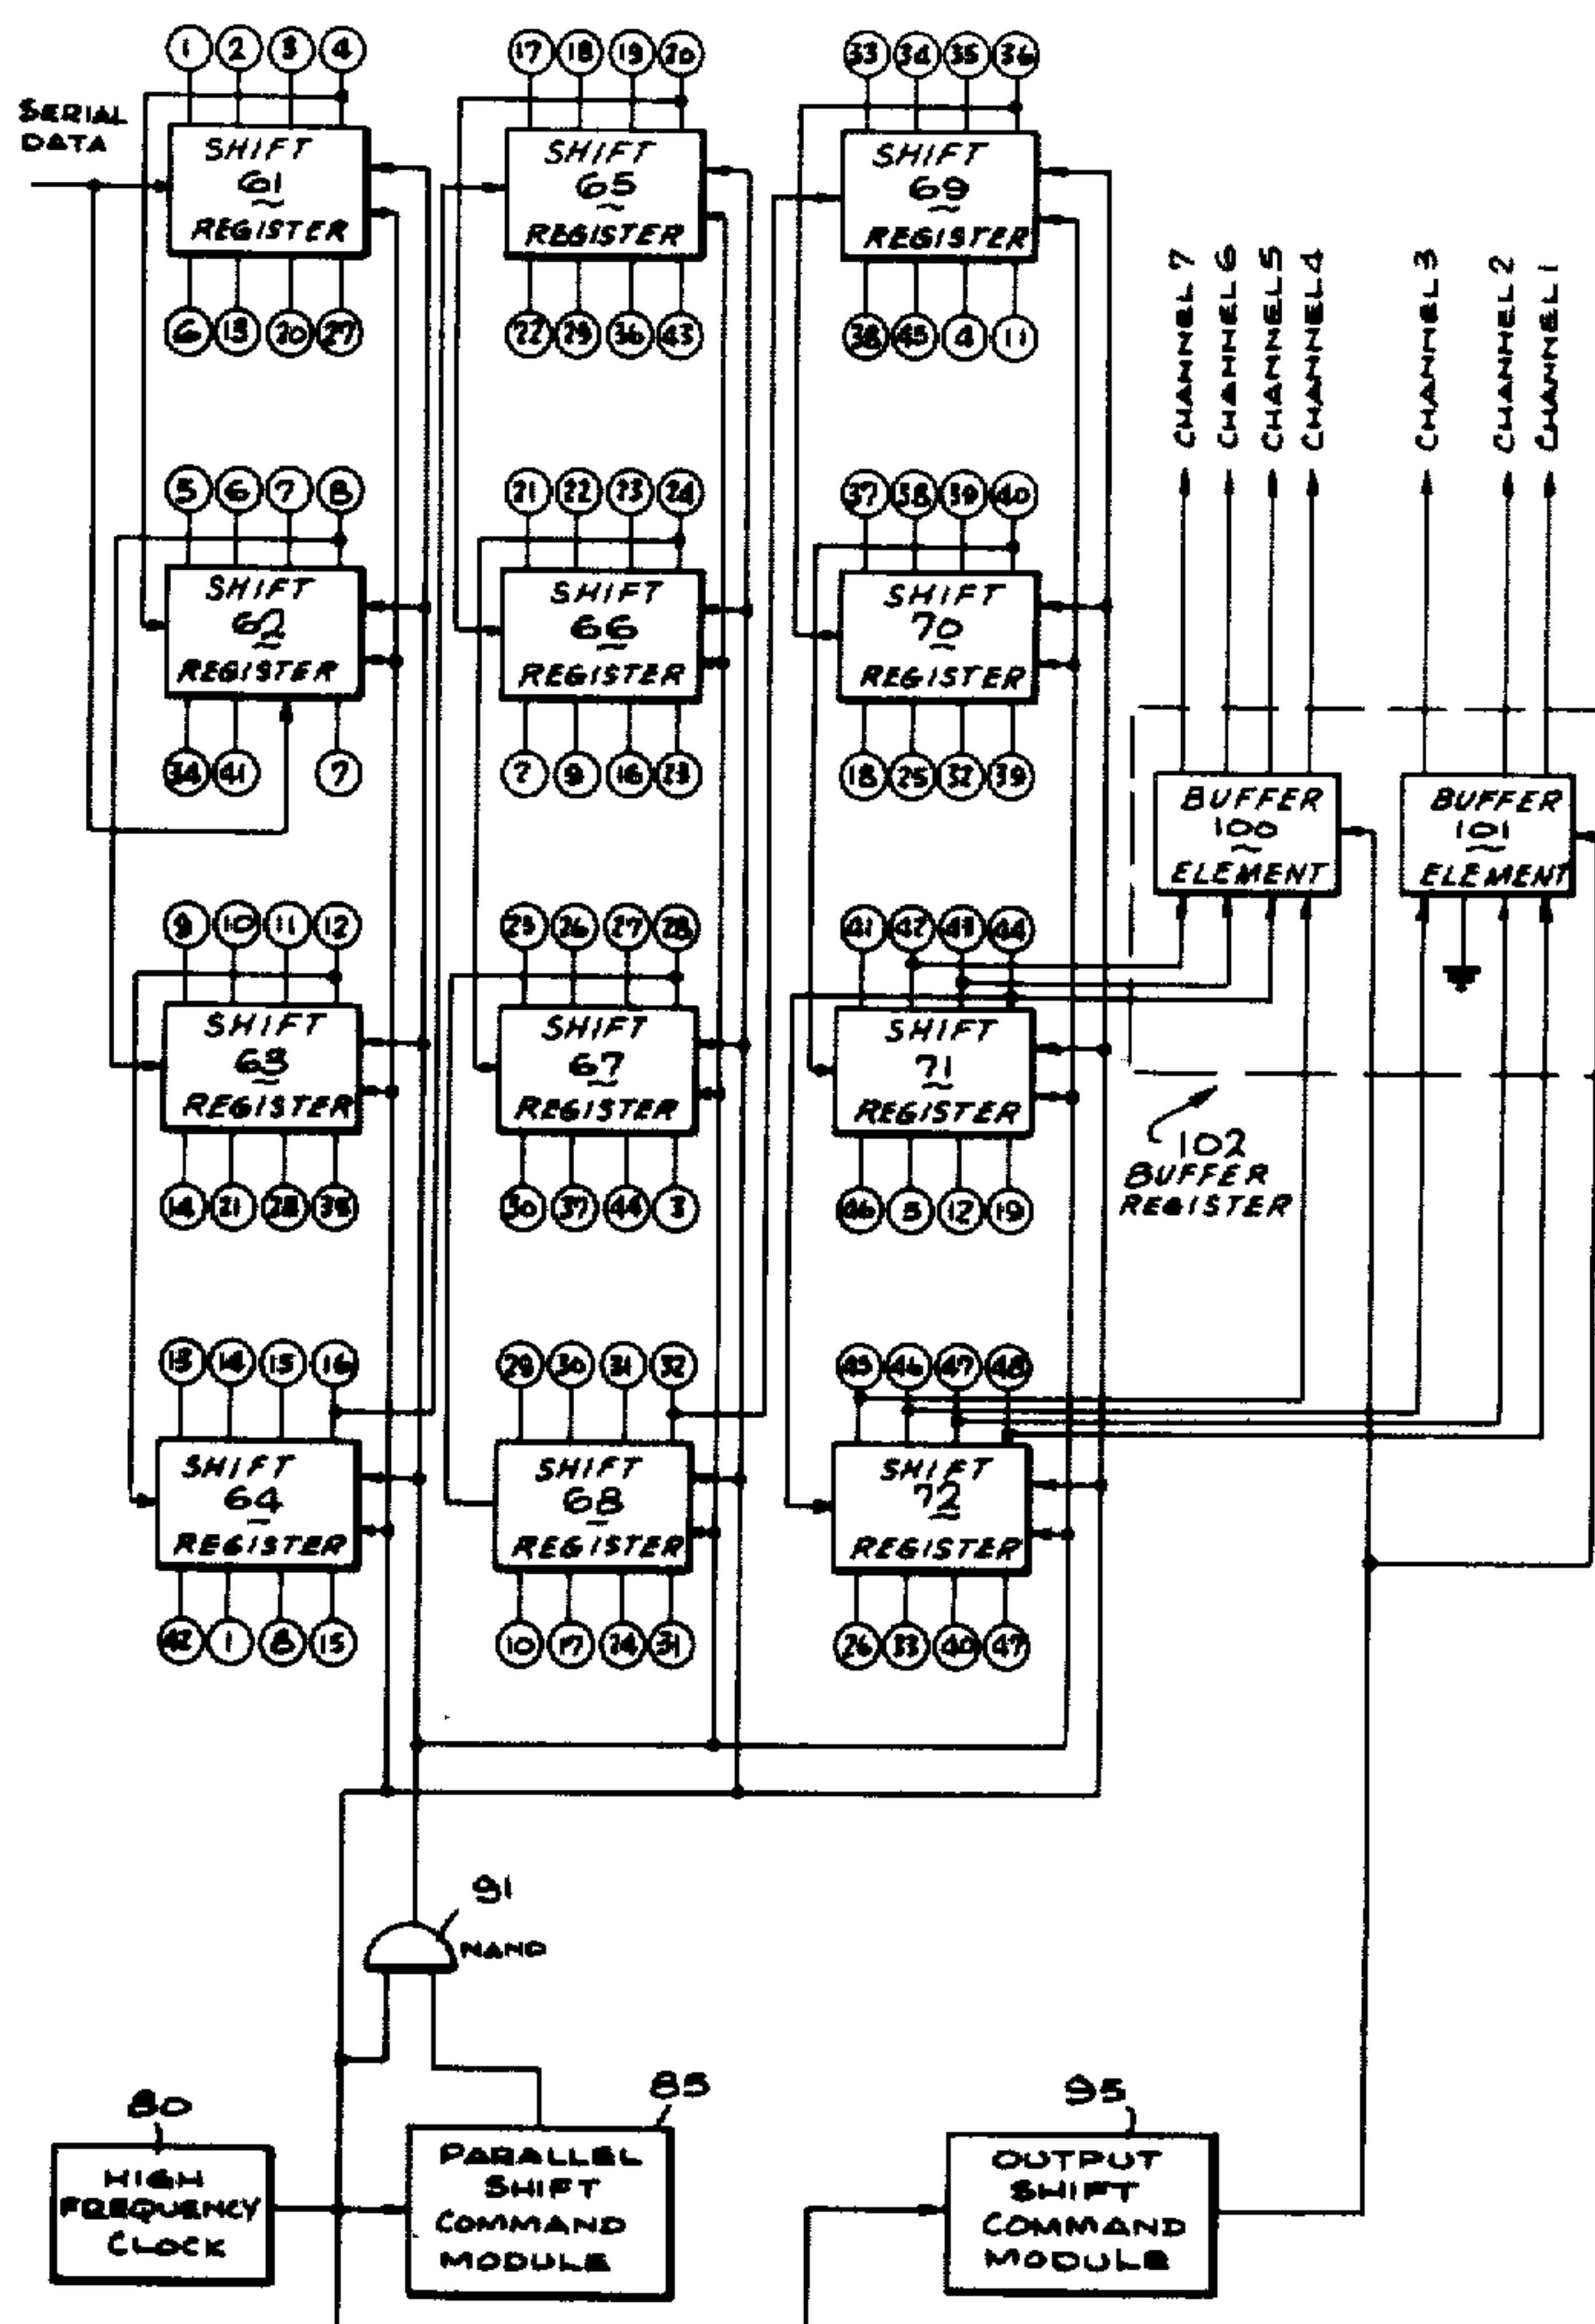 1 2 3 4
17 18 19 20
33 34 35 36
SERIAL
DATA
SHIFT
61
REGISTER
SHIFT
65
REGISTER
SHIFT
69
REGISTER
6 13 20 27
22 29 36 43
38 45 4 11
CHANNEL 7
CHANNEL 6
CHANNEL 5
CHANNEL 4
CHANNEL 3
CHANNEL 2
CHANNEL 1
5 6 7 8
21 22 23 24
37 38 39 40
SHIFT
62
REGISTER
SHIFT
66
REGISTER
SHIFT
70
REGISTER
34 41 7
2 9 16 23
18 25 32 39
BUFFER
100
ELEMENT
BUFFER
101
ELEMENT
9 10 11 12
25 26 27 28
41 42 43 44
SHIFT
63
REGISTER
SHIFT
67
REGISTER
SHIFT
71
REGISTER
102
BUFFER
REGISTER
14 21 28 35
30 37 44 3
46 5 12 19
13 14 15 16
29 30 31 32
45 46 47 48
SHIFT
64
REGISTER
SHIFT
68
REGISTER
SHIFT
72
REGISTER
42 1 8 15
10 17 24 31
26 33 40 47
91
NAND
80
HIGH
FREQUENCY
CLOCK
85
PARALLEL
SHIFT
COMMAND
MODULE
95
OUTPUT
SHIFT
COMMAND
MODULE